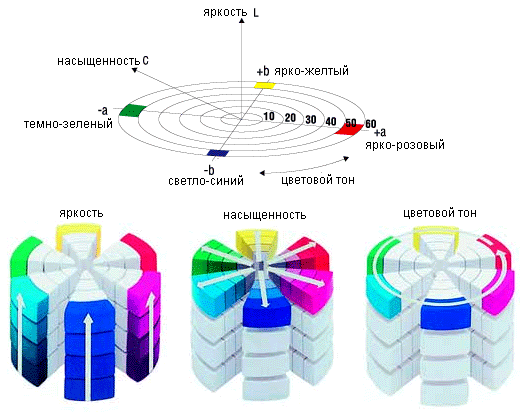 яркость L
насыщенность C
+b ярко-желтый
-a
темно-зеленый
10 20 30 40 50 60
+a
ярко-розовый
-b
светло-синий
цветовой тон
яркость
насыщенность
цветовой тон